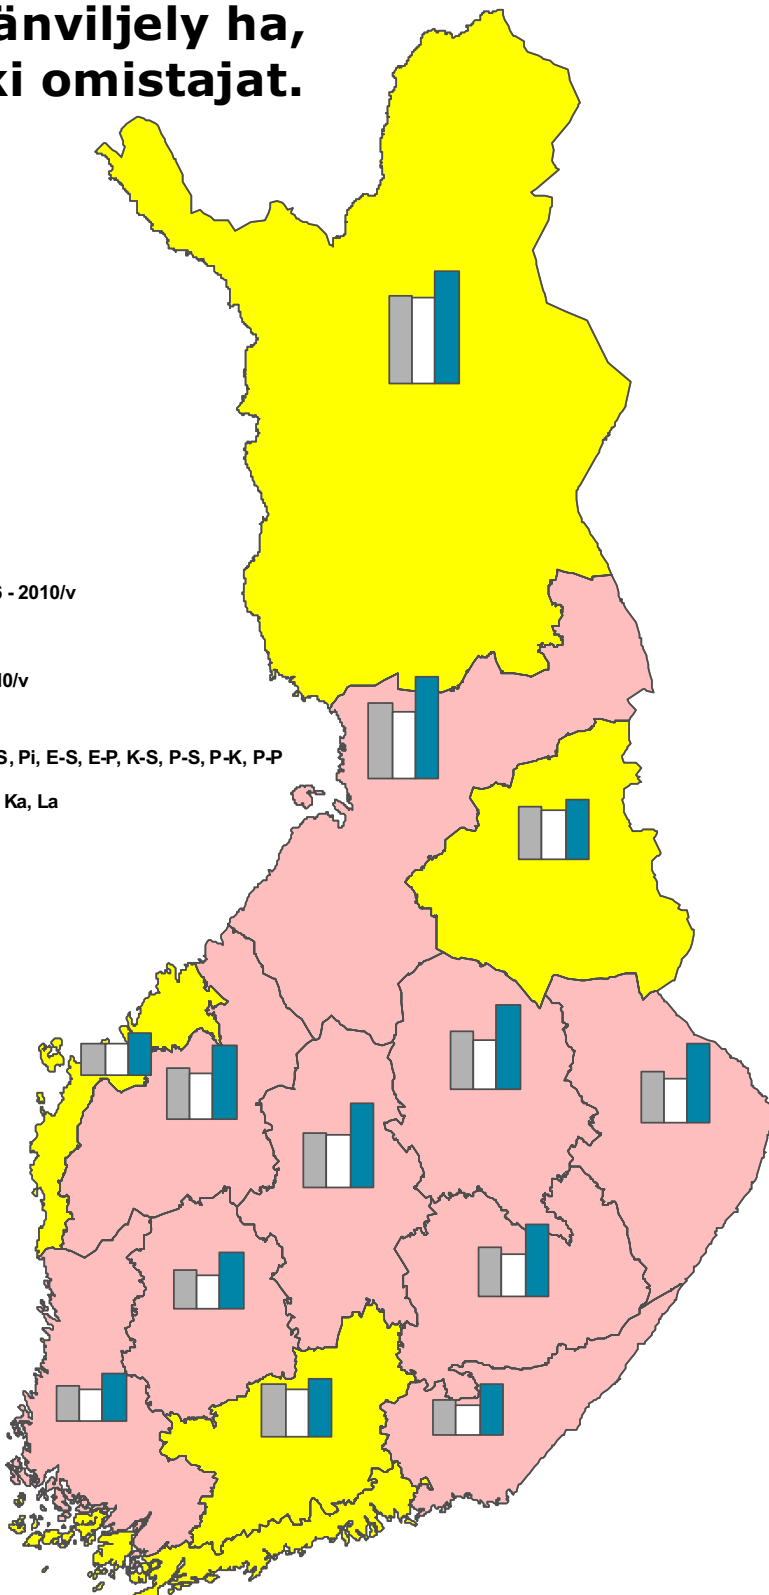 änviljely ha,
ki omistajat.
- 2010/v
0/v
S, Pi, E-S, E-P, K-S, P-S, P-K, P-P
Ka, La